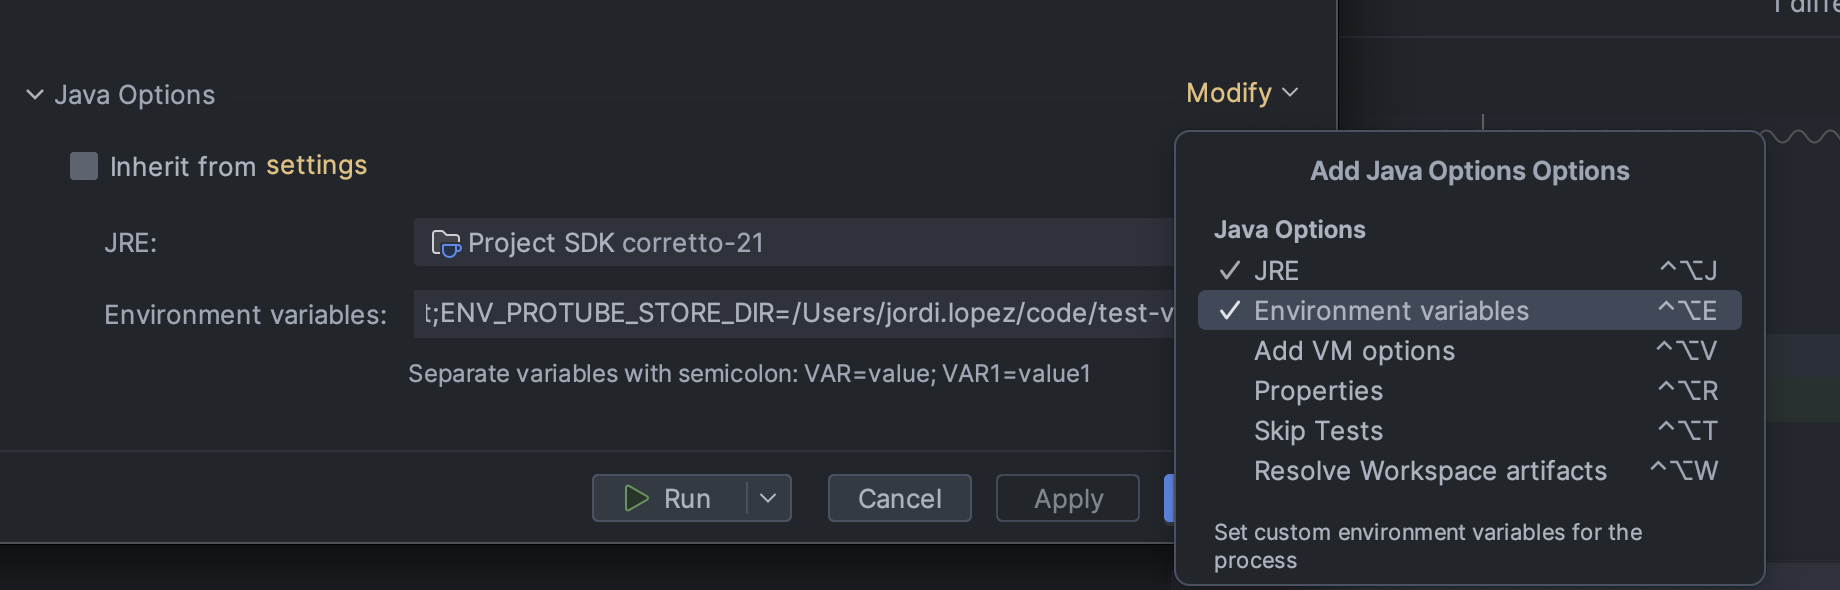 Java Options
Modify
Inherit from settings
JRE:
Project SDK corretto-21
Environment variables:
t;ENV_PROTUBE_STORE_DIR=/Users/jordi.lopez/code/test-v
Separate variables with semicolon: VAR=value; VAR1=value1
Run
Cancel
Apply
Add Java Options Options
Java Options
JRE ⌃⌥J
Environment variables ⌃⌥E
Add VM options ⌃⌥V
Properties ⌃⌥R
Skip Tests ⌃⌥T
Resolve Workspace artifacts ⌃⌥W
Set custom environment variables for the
process